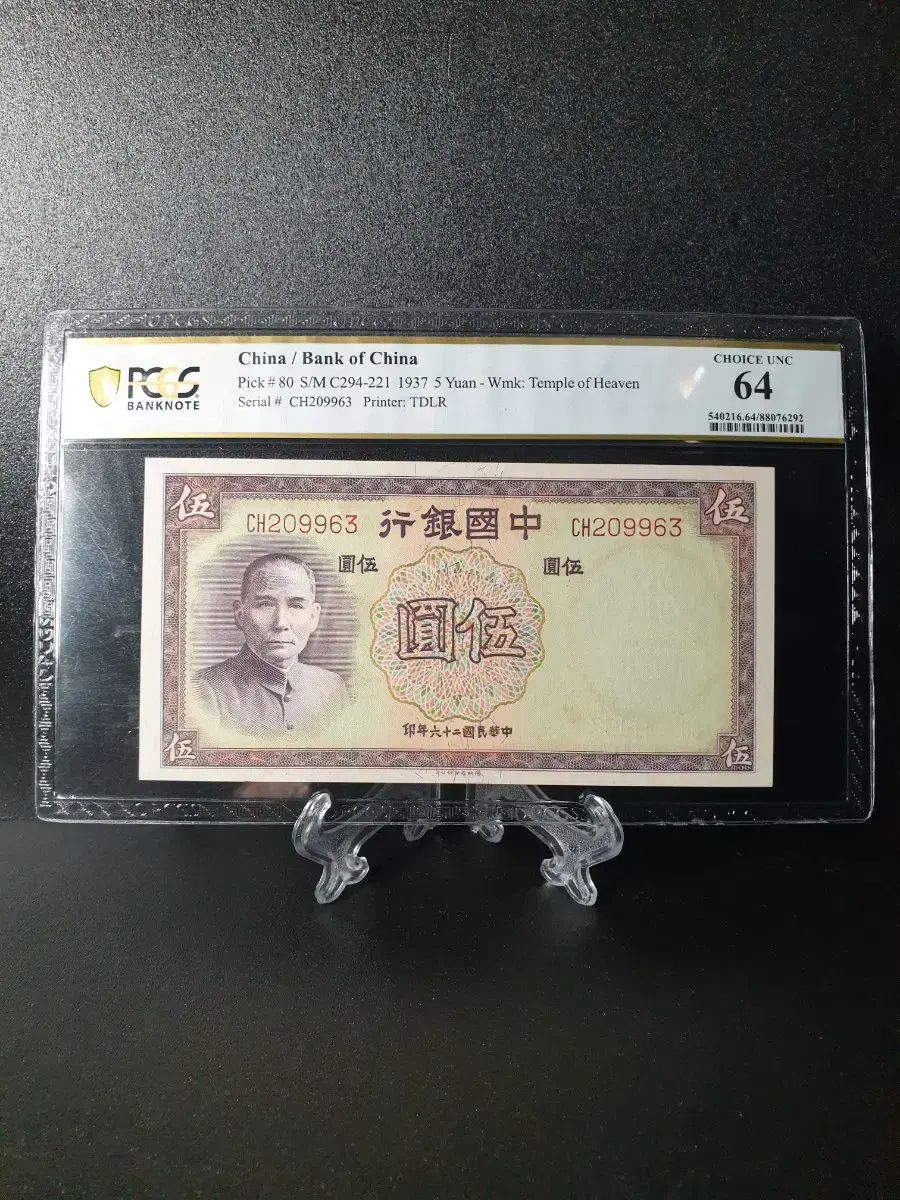 PCGS
BANKNOTE
China / Bank of China
Pick # 80 S/M C294-221 1937 5 Yuan - Wmk: Temple of Heaven
Serial # CH209963 Printer: TDLR
CHOICE UNC
64
540216.64/88076292
伍
伍
CH209963
行銀國中
CH209963
圓伍
圓伍
圓伍
印年六十二國民華中
伍
伍